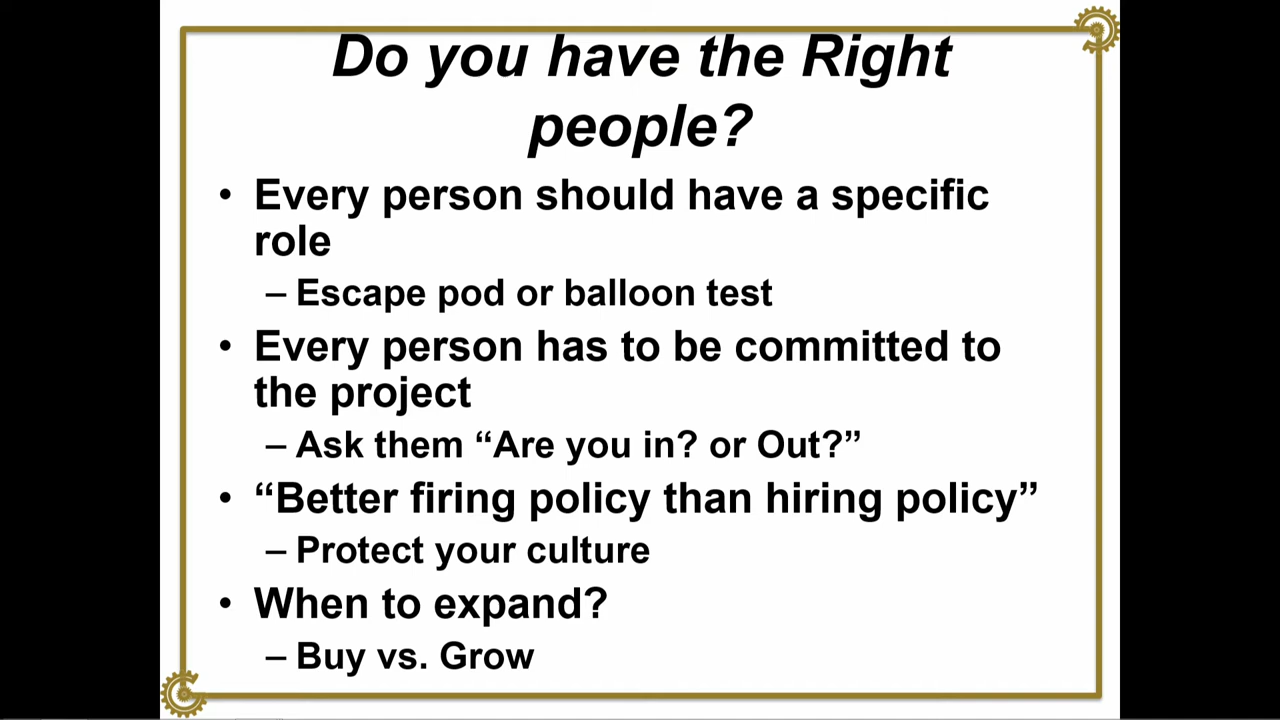 Do you have the Right
people?
• Every person should have a specific
role
– Escape pod or balloon test
• Every person has to be committed to
the project
– Ask them “Are you in? or Out?”
• “Better firing policy than hiring policy”
– Protect your culture
• When to expand?
– Buy vs. Grow